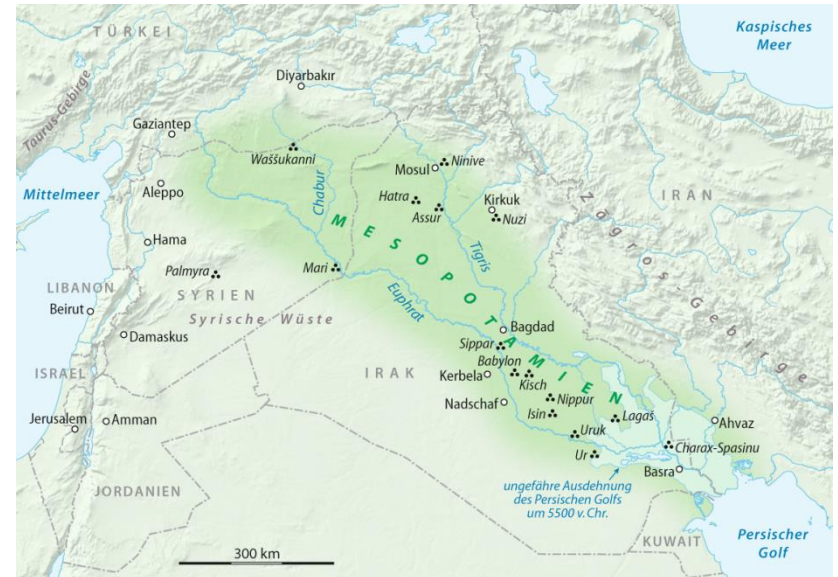 Kaspisches
Meer
TÜRKEI
Diyarbakır
Taurus-Gebirge
Gaziantep
Waššukanni
Mosul
Ninive
Mittelmeer
Aleppo
Chabur
Hatra
Assur
Kirkuk
Nuzi
IRAN
Zāgros-Gebirge
Hama
MESOPOTAMIEN
Tigris
Palmyra
Mari
LIBANON
SYRIEN
Euphrat
Beirut
Syrische Wüste
Bagdad
Damaskus
Sippar
Babylon
IRAK
Kerbela
Kisch
ISRAEL
Nippur
Nadschaf
Isin
Lagaš
Jerusalem
Amman
Uruk
Ahvaz
Charax-Spasinu
Ur
Basra
ungefähre Ausdehnung
des Persischen Golfs
um 5500 v. Chr.
JORDANIEN
KUWAIT
Persischer
Golf
300 km